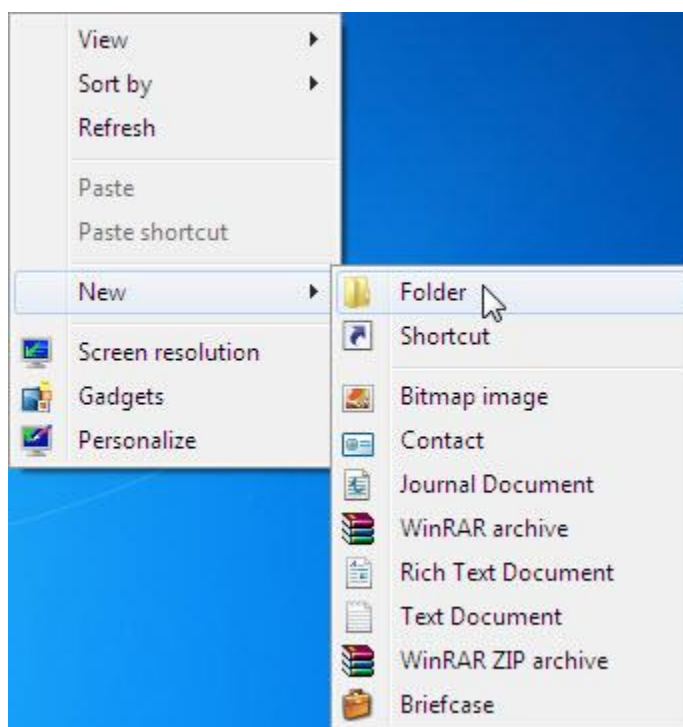 View
Sort by
Refresh
Paste
Paste shortcut
New
Screen resolution
Gadgets
Personalize
Folder
Shortcut
Bitmap image
Contact
Journal Document
WinRAR archive
Rich Text Document
Text Document
WinRAR ZIP archive
Briefcase